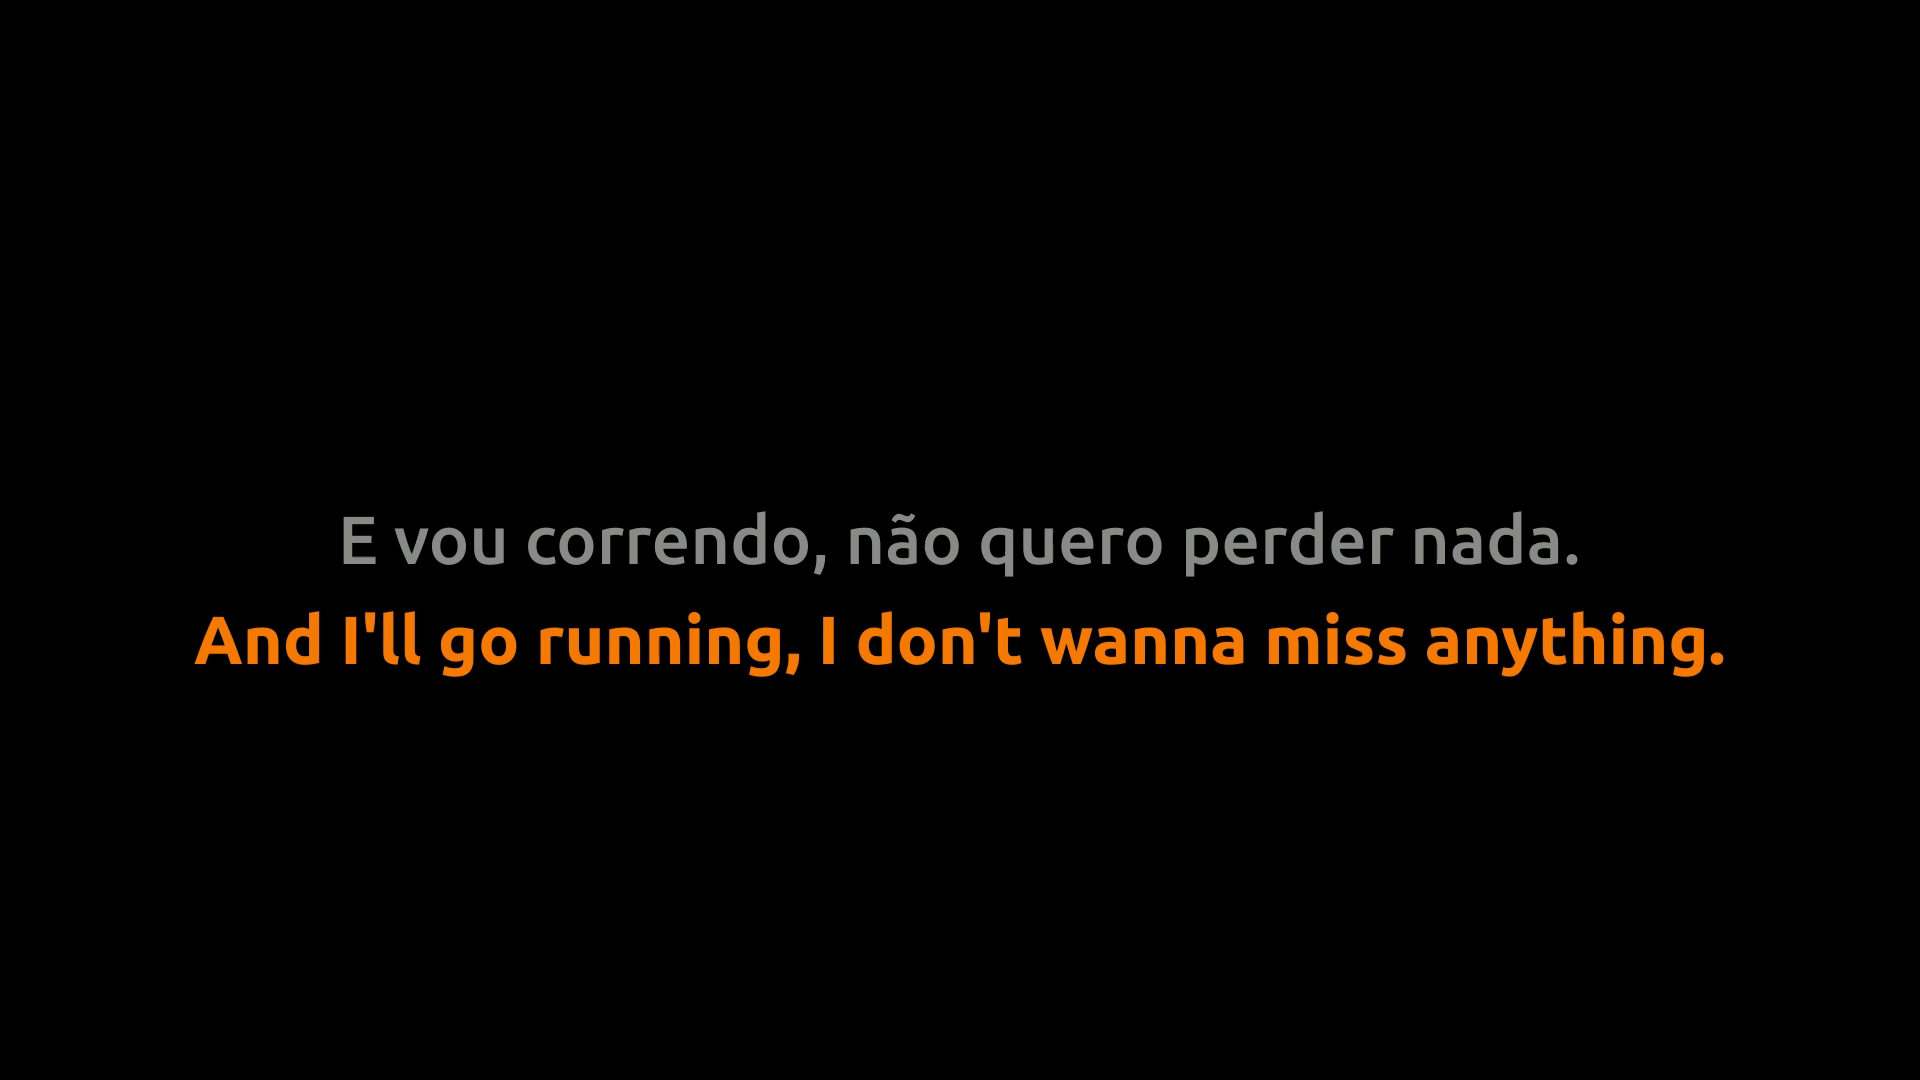 E vou correndo, não quero perder nada.
And I'll go running, I don't wanna miss anything.